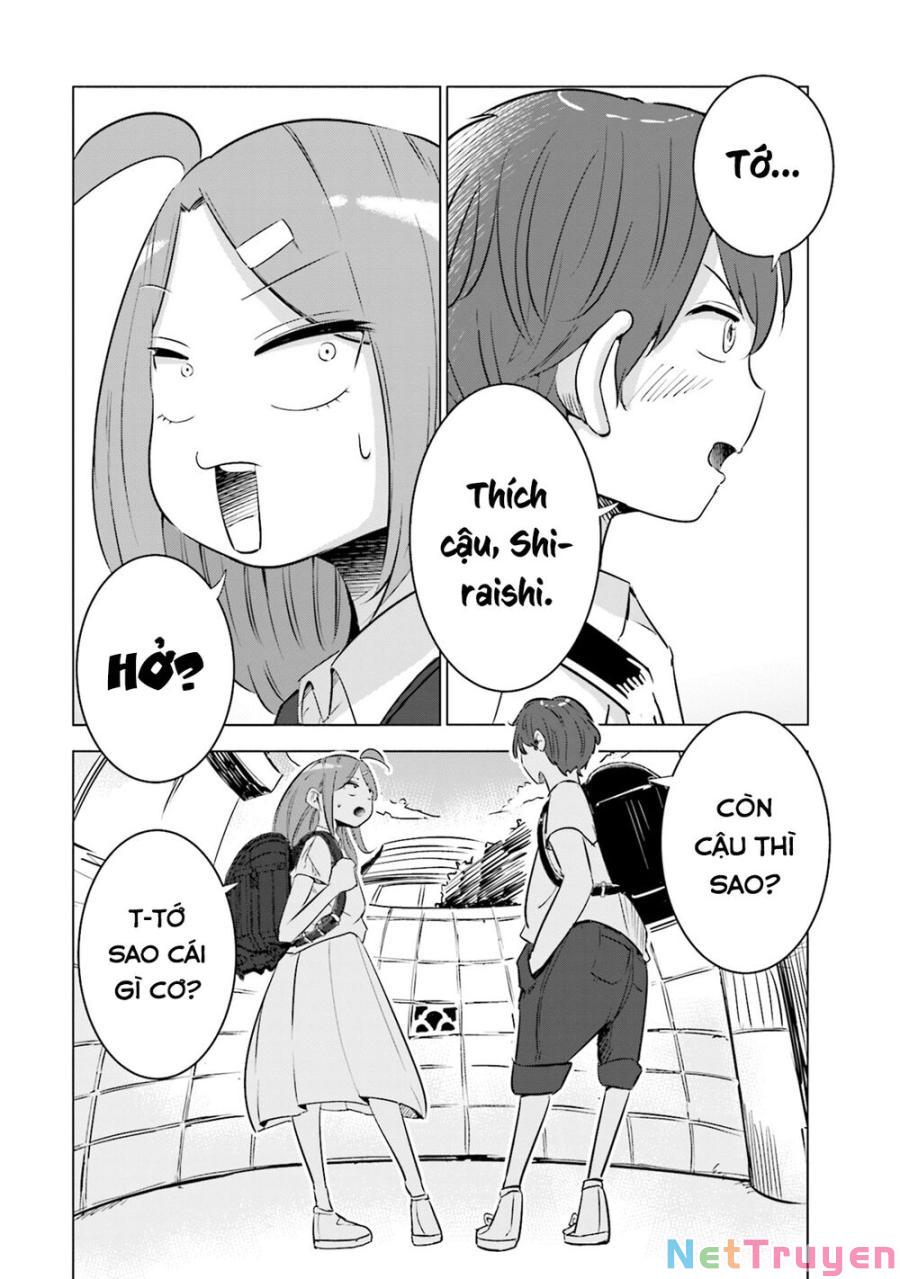 Tớ...
Thích
cậu, Shi-
raishi.
Hở?
CÒN
CẬU THÌ
SAO?
T-TỚ
SAO CÁI
GÌ CƠ?
NetTruyen